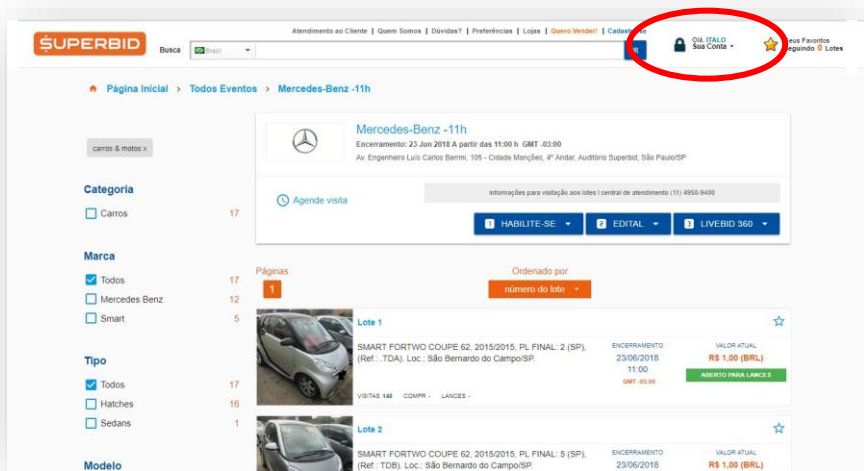 Atendimento ao Cliente | Quem Somos | Dúvidas? | Preferências | Lojas | Quero Vender! | Cadastre-se
SUPERBID
Busca
Brasil
Olá, ITALO
Sua Conta
Seus Favoritos
Seguindo 0 Lotes
Página Inicial > Todos Eventos > Mercedes-Benz -11h
carros & motos x
Mercedes-Benz -11h
Encerramento: 23 Jun 2018 A partir das 11:00 h GMT -03:00
Av. Engenheiro Luís Carlos Berrini, 105 - Cidade Monções, 4º Andar, Auditório Superbid, São Paulo/SP
Agende visita
informações para visitação aos lotes | central de atendimento (11) 4950-9400
1 HABILITE-SE
2 EDITAL
3 LIVEBID 360
Categoria
Carros 17
Marca
Todos 17
Mercedes Benz 12
Smart 5
Tipo
Todos 17
Hatches 16
Sedans 1
Modelo
Páginas
1
Ordenado por
número do lote
Lote 1
SMART FORTWO COUPE 62, 2015/2015, PL FINAL: 2 (SP),
(Ref.: .TDA). Loc.: São Bernardo do Campo/SP.
VISITAS 148 COMPR - LANCES -
ENCERRAMENTO
23/06/2018
11:00
GMT -03:00
VALOR ATUAL
R$ 1,00 (BRL)
ABERTO PARA LANCES
Lote 2
SMART FORTWO COUPE 62, 2015/2015, PL FINAL: 5 (SP),
(Ref.: TDB). Loc.: São Bernardo do Campo/SP.
ENCERRAMENTO
23/06/2018
VALOR ATUAL
R$ 1,00 (BRL)